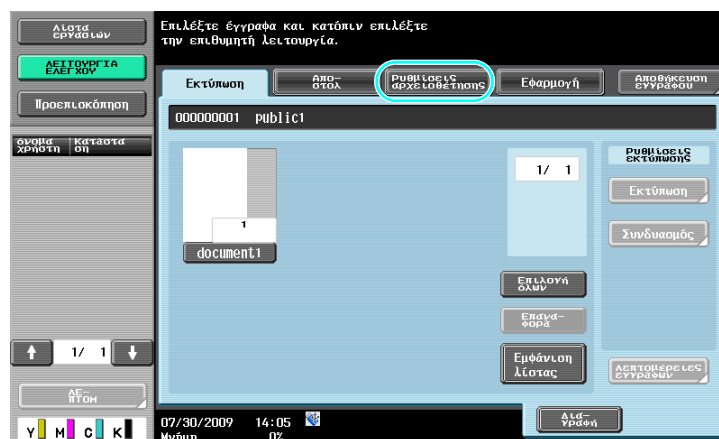 Λίστα
εργασιών
Επιλέξτε έγγραφα και κατόπιν επιλέξτε
την επιθυμητή λειτουργία.
ΛΕΙΤΟΥΡΓΙΑ
ΕΛΕΓΧΟΥ
Προεπισκόπηση
Εκτύπωση
Απο-
στολ
Ρυθμίσεις
αρχειοθέτησης
Εφαρμογή
Αποθήκευση
εγγράφου
000000001 public1
όνομα
χρήστη
Κατάστα
ση
1
document1
1/ 1
Ρυθμίσεις
εκτύπωσης
Εκτύπωση
Συνδυασμός
Επιλογή
όλων
Επανα-
φορά
Εμφάνιση
λίστας
Λεπτομέρειες
εγγράφων
1/ 1
ΛΕ-
ΠΤΟΜ
Y M C K
07/30/2009 14:05
Μνήμη 0%
Δια-
γραφή